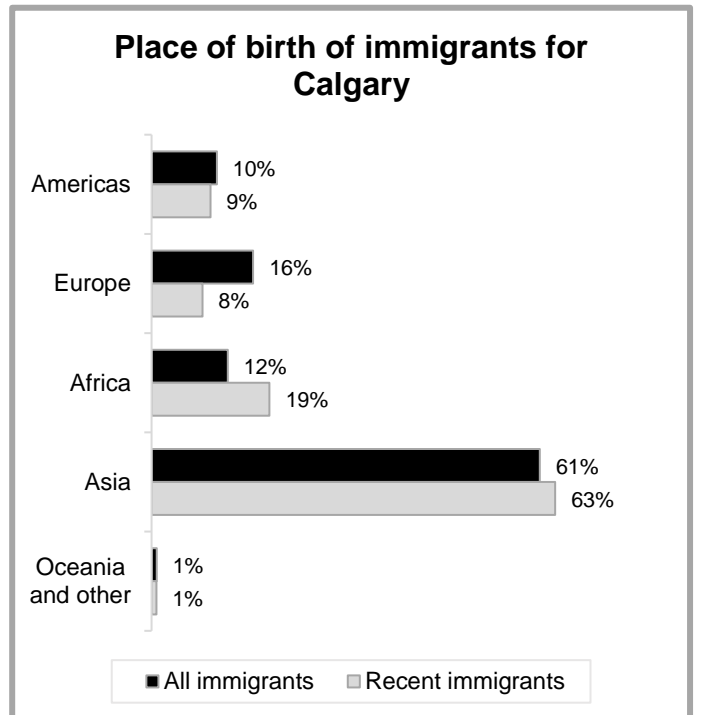 Place of birth of immigrants for
Calgary
Americas
10%
9%
Europe
16%
8%
Africa
12%
19%
Asia
61%
63%
Oceania
and other
1%
1%
All immigrants
Recent immigrants